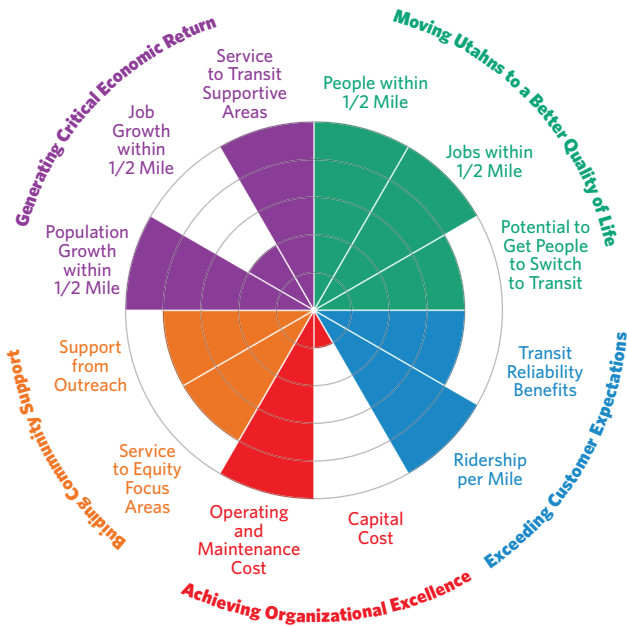 Moving Utahns to a Better Quality of Life
People within
1/2 Mile
Jobs within
1/2 Mile
Potential to
Get People
to Switch
to Transit
Exceeding Customer Expectations
Transit
Reliability
Benefits
Ridership
per Mile
Achieving Organizational Excellence
Capital
Cost
Operating
and
Maintenance
Cost
Building Community Support
Service
to Equity
Focus
Areas
Support
from
Outreach
Generating Critical Economic Return
Population
Growth
within
1/2 Mile
Job
Growth
within
1/2 Mile
Service
to Transit
Supportive
Areas